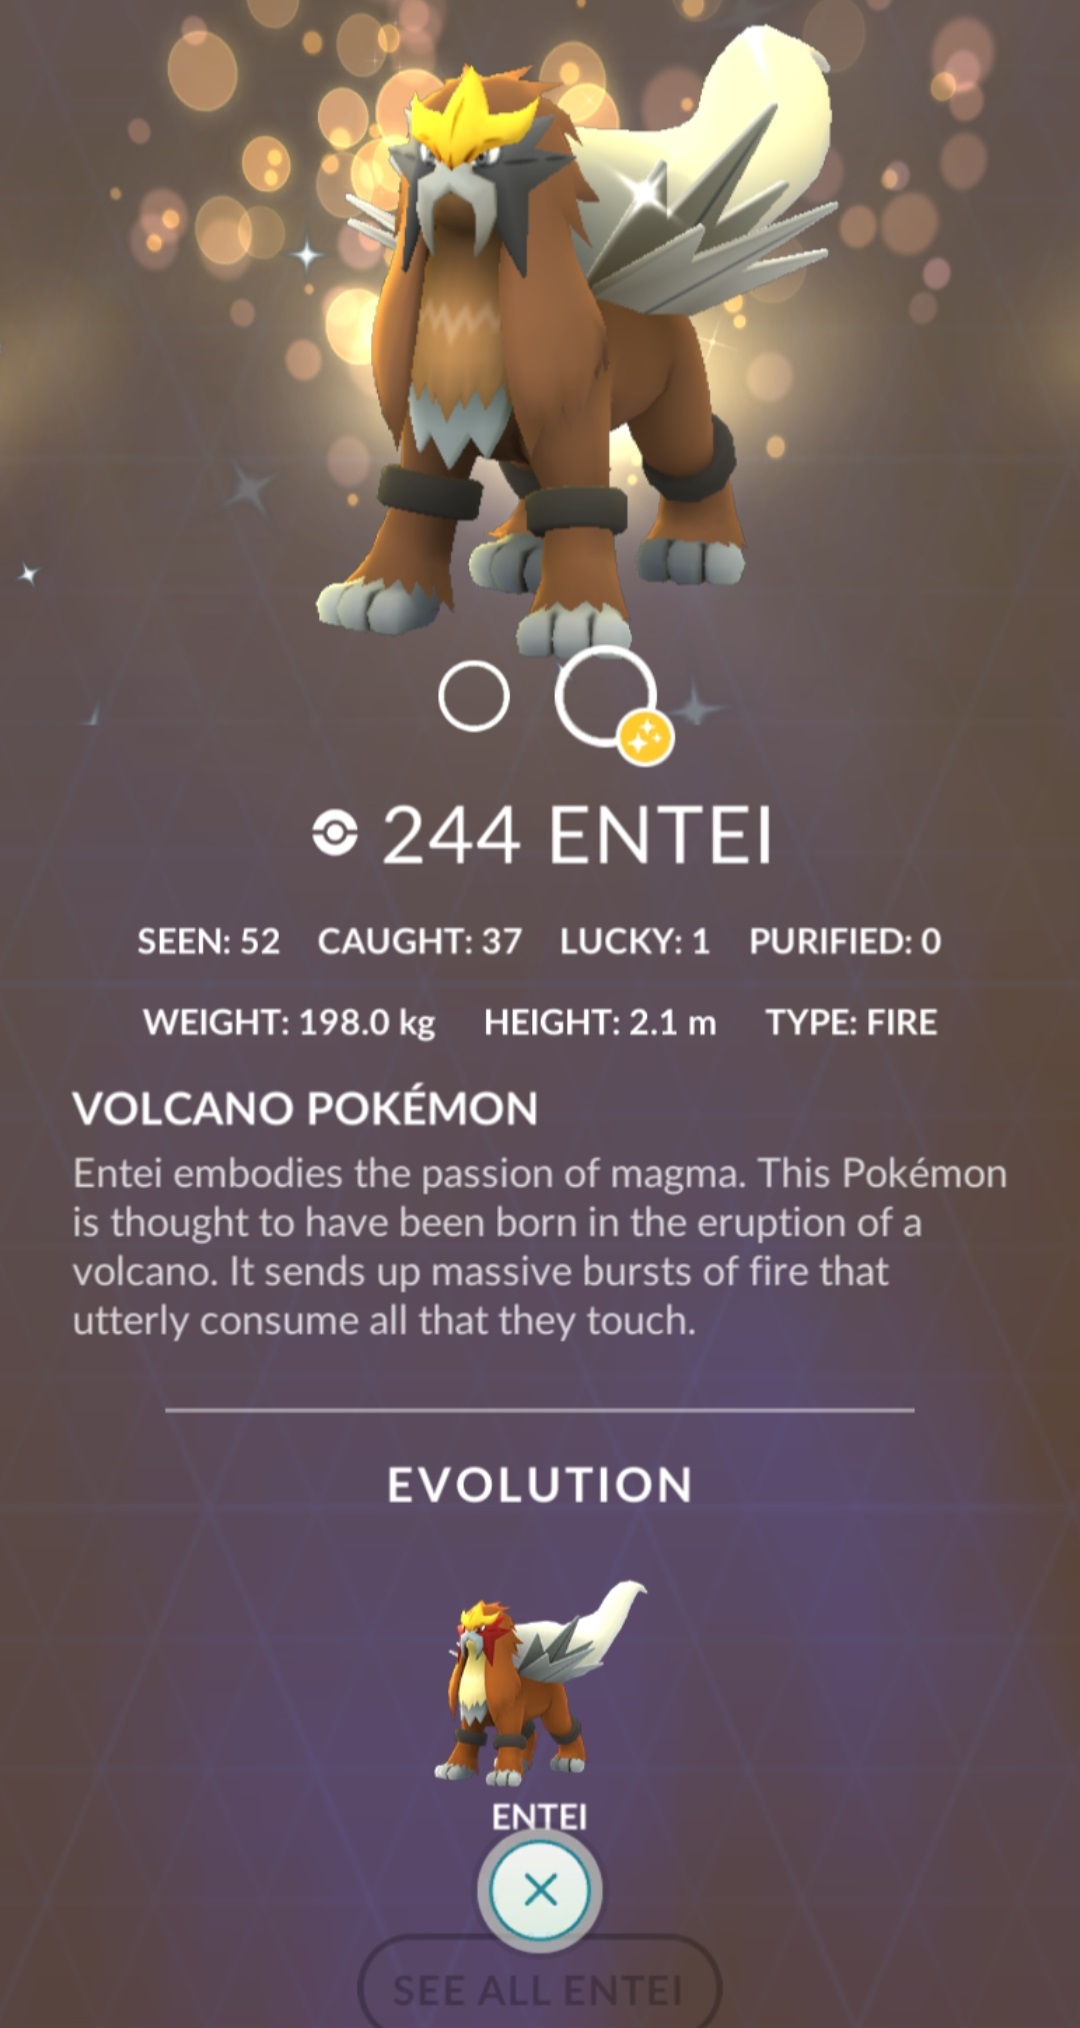 244 ENTEI
SEEN: 52 CAUGHT: 37 LUCKY: 1 PURIFIED: 0
WEIGHT: 198.0 kg HEIGHT: 2.1 m TYPE: FIRE
VOLCANO POKÉMON
Entei embodies the passion of magma. This Pokémon
is thought to have been born in the eruption of a
volcano. It sends up massive bursts of fire that
utterly consume all that they touch.
EVOLUTION
ENTEI
SEE ALL ENTEI